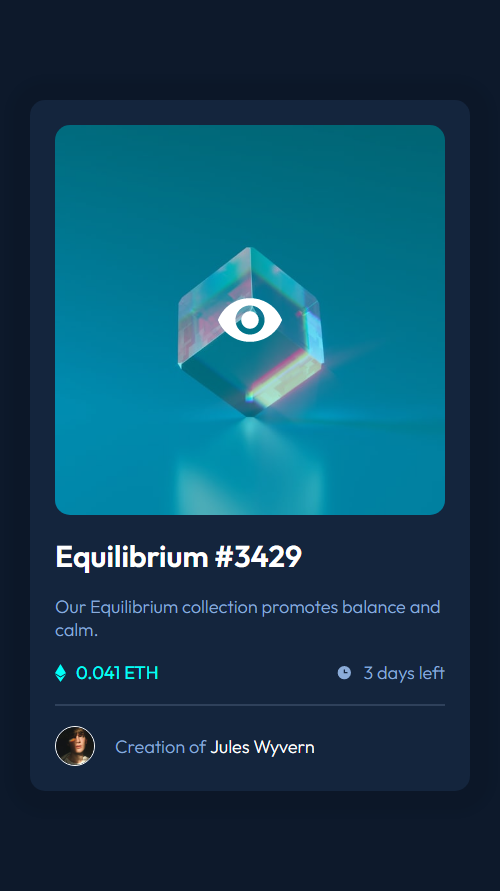 Equilibrium #3429
Our Equilibrium collection promotes balance and
calm.
0.041 ETH
3 days left
Creation of Jules Wyvern